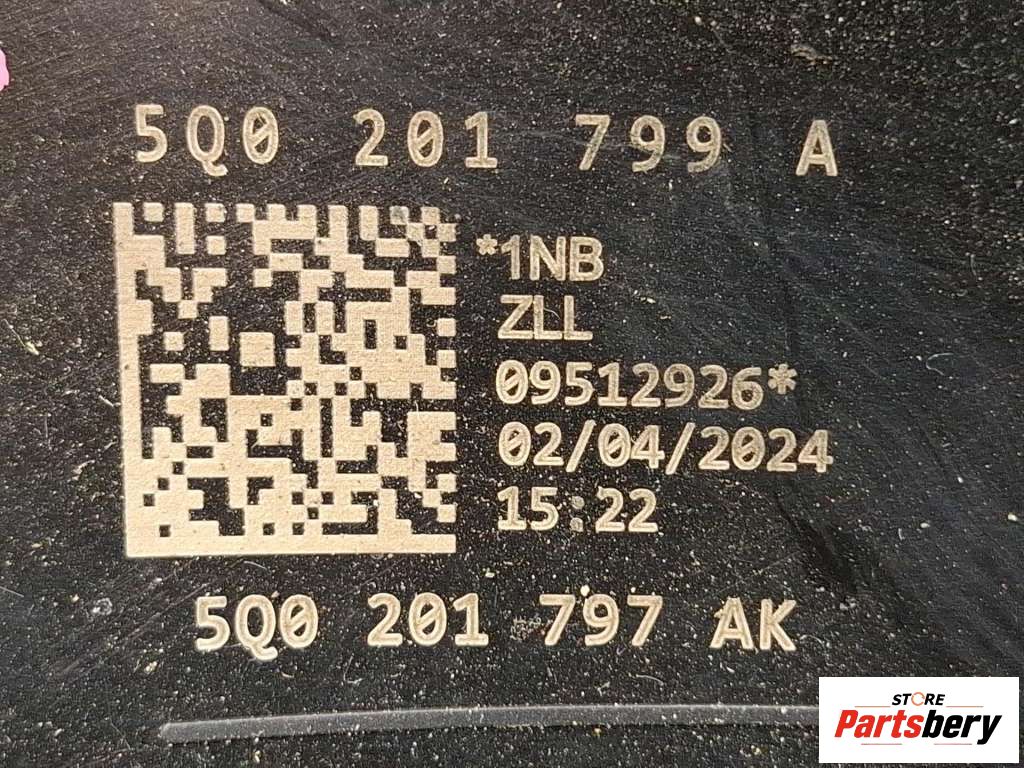 5Q0 201 799 A
*1NB
ZLL
09512926*
02/04/2024
15:22
5Q0 201 797 AK
STORE
Partsbery